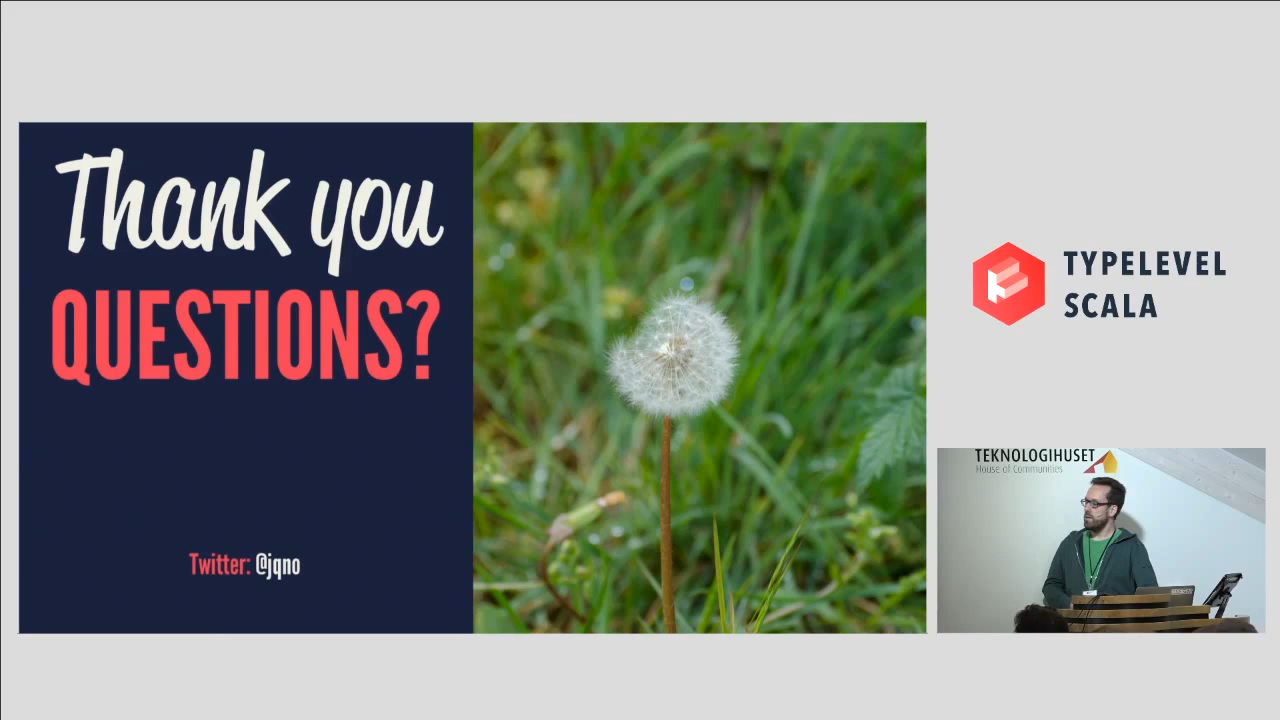 Thank you
QUESTIONS?
Twitter: @jqno
TYPELEVEL
SCALA
TEKNOLOGIHUSET
House of Communities